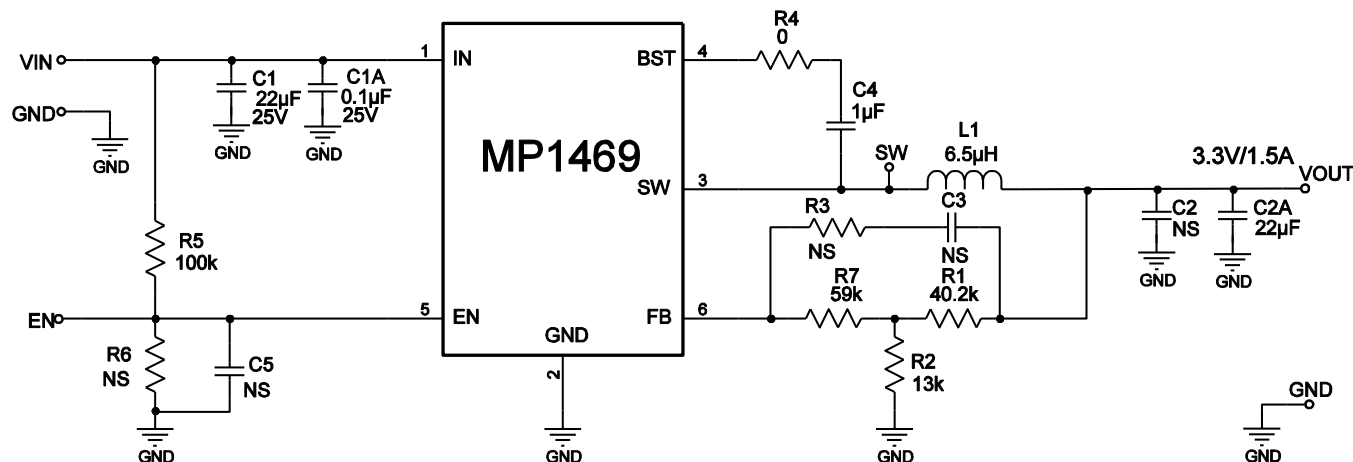 VIN
GND
GND
C1
22µF
25V
GND
C1A
0.1µF
25V
GND
R5
100k
EN
R6
NS
C5
NS
GND
MP1469
1
IN
BST
4
SW
3
5
EN
FB
6
GND
2
GND
R4
0
C4
1µF
SW
L1
6.5µH
3.3V/1.5A
VOUT
R3
NS
C3
NS
R7
59k
R1
40.2k
R2
13k
GND
C2
NS
GND
C2A
22µF
GND
GND
GND